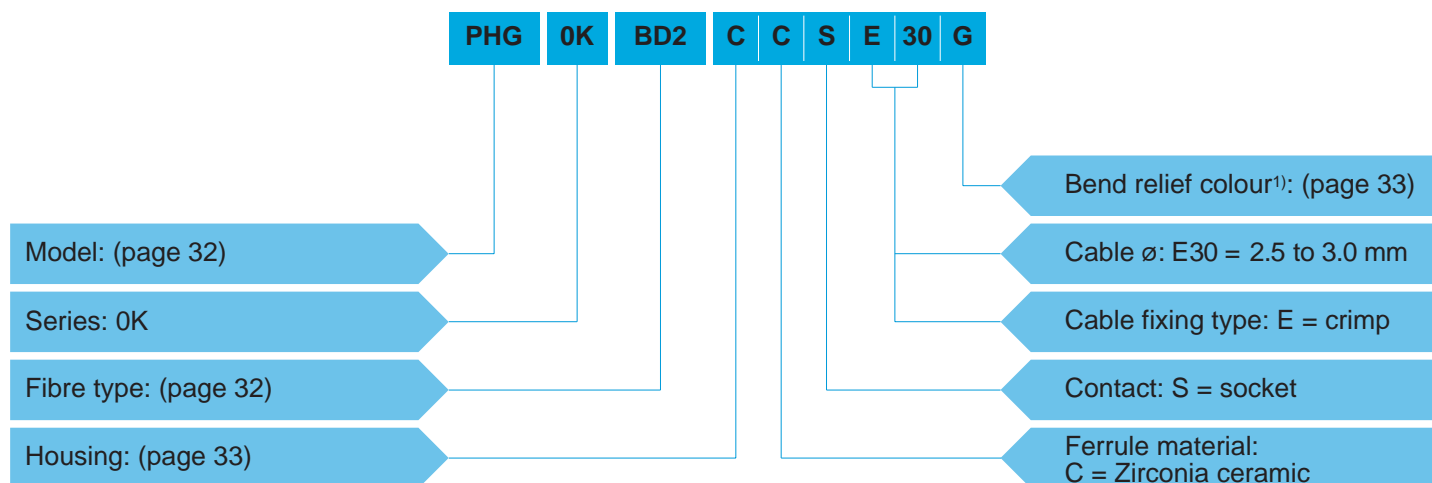 PHG 0K BD2 C C S E 30 G
Bend relief colour¹⁾: (page 33)
Model: (page 32)
Cable ø: E30 = 2.5 to 3.0 mm
Series: 0K
Cable fixing type: E = crimp
Fibre type: (page 32)
Contact: S = socket
Housing: (page 33)
Ferrule material:
C = Zirconia ceramic